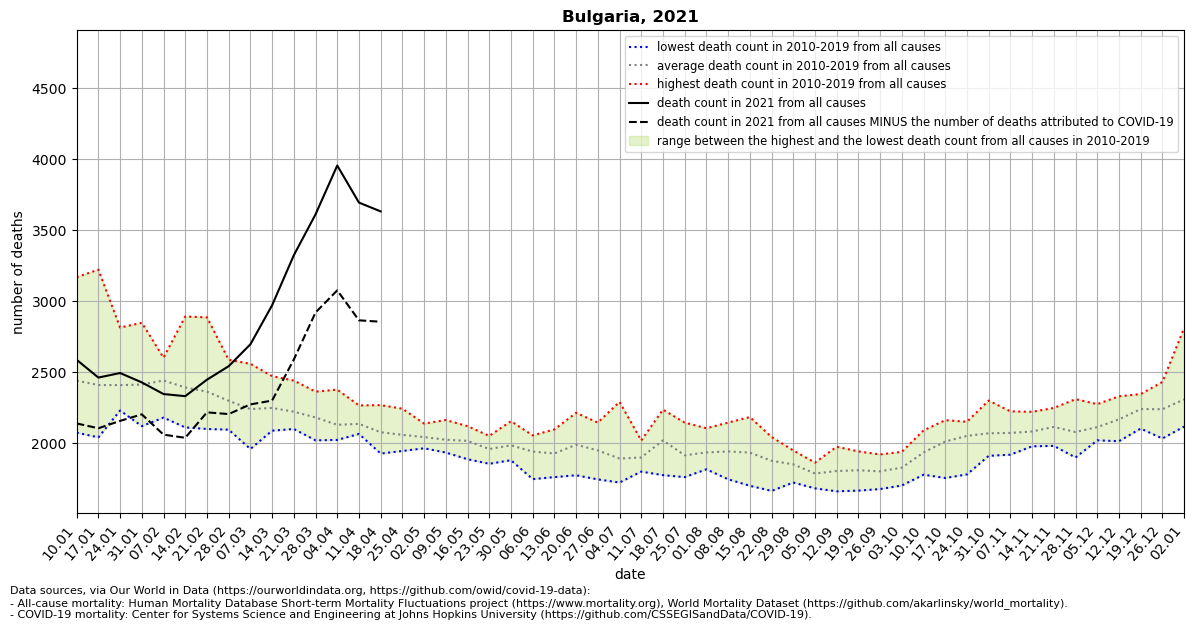 Bulgaria, 2021
lowest death count in 2010-2019 from all causes
average death count in 2010-2019 from all causes
highest death count in 2010-2019 from all causes
death count in 2021 from all causes
death count in 2021 from all causes MINUS the number of deaths attributed to COVID-19
range between the highest and the lowest death count from all causes in 2010-2019
number of deaths
4500
4000
3500
3000
2500
2000
10.01 17.01 24.01 31.01 07.02 14.02 21.02 28.02 07.03 14.03 21.03 28.03 04.04 11.04 18.04 25.04 02.05 09.05 16.05 23.05 30.05 06.06 13.06 20.06 27.06 04.07 11.07 18.07 25.07 01.08 08.08 15.08 22.08 29.08 05.09 12.09 19.09 26.09 03.10 10.10 17.10 24.10 31.10 07.11 14.11 21.11 28.11 05.12 12.12 19.12 26.12 02.01
date
Data sources, via Our World in Data (https://ourworldindata.org, https://github.com/owid/covid-19-data):
- All-cause mortality: Human Mortality Database Short-term Mortality Fluctuations project (https://www.mortality.org), World Mortality Dataset (https://github.com/akarlinsky/world_mortality).
- COVID-19 mortality: Center for Systems Science and Engineering at Johns Hopkins University (https://github.com/CSSEGISandData/COVID-19).